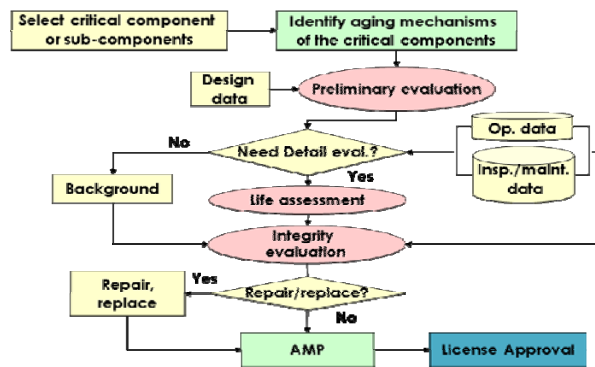 Select critical component
or sub-components
Identify aging mechanisms
of the critical components
Design
data
Preliminary evaluation
Op. data
No
Need Detail eval.?
Insp./maint.
data
Yes
Background
Life assessment
Integrity
evaluation
Repair,
replace
Yes
Repair/replace?
No
AMP
License Approval